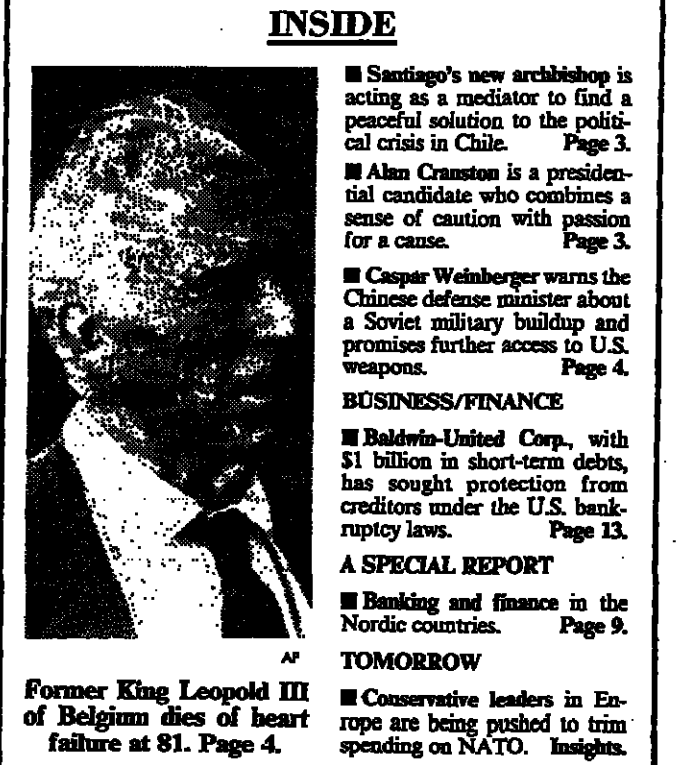 INSIDE
AP
Former King Leopold III
of Belgium dies of heart
failure at 81. Page 4.
■ Santiago's new archbishop is
acting as a mediator to find a
peaceful solution to the politi-
cal crisis in Chile. Page 3.
■ Alan Cranston is a presiden-
tial candidate who combines a
sense of caution with passion
for a cause. Page 3.
■ Caspar Weinberger warns the
Chinese defense minister about
a Soviet military buildup and
promises further access to U.S.
weapons. Page 4.
BUSINESS/FINANCE
■ Baldwin-United Corp., with
$1 billion in short-term debts,
has sought protection from
creditors under the U.S. bank-
ruptcy laws. Page 13.
A SPECIAL REPORT
■ Banking and finance in the
Nordic countries. Page 9.
TOMORROW
■ Conservative leaders in Eu-
rope are being pushed to trim
spending on NATO. Insights.